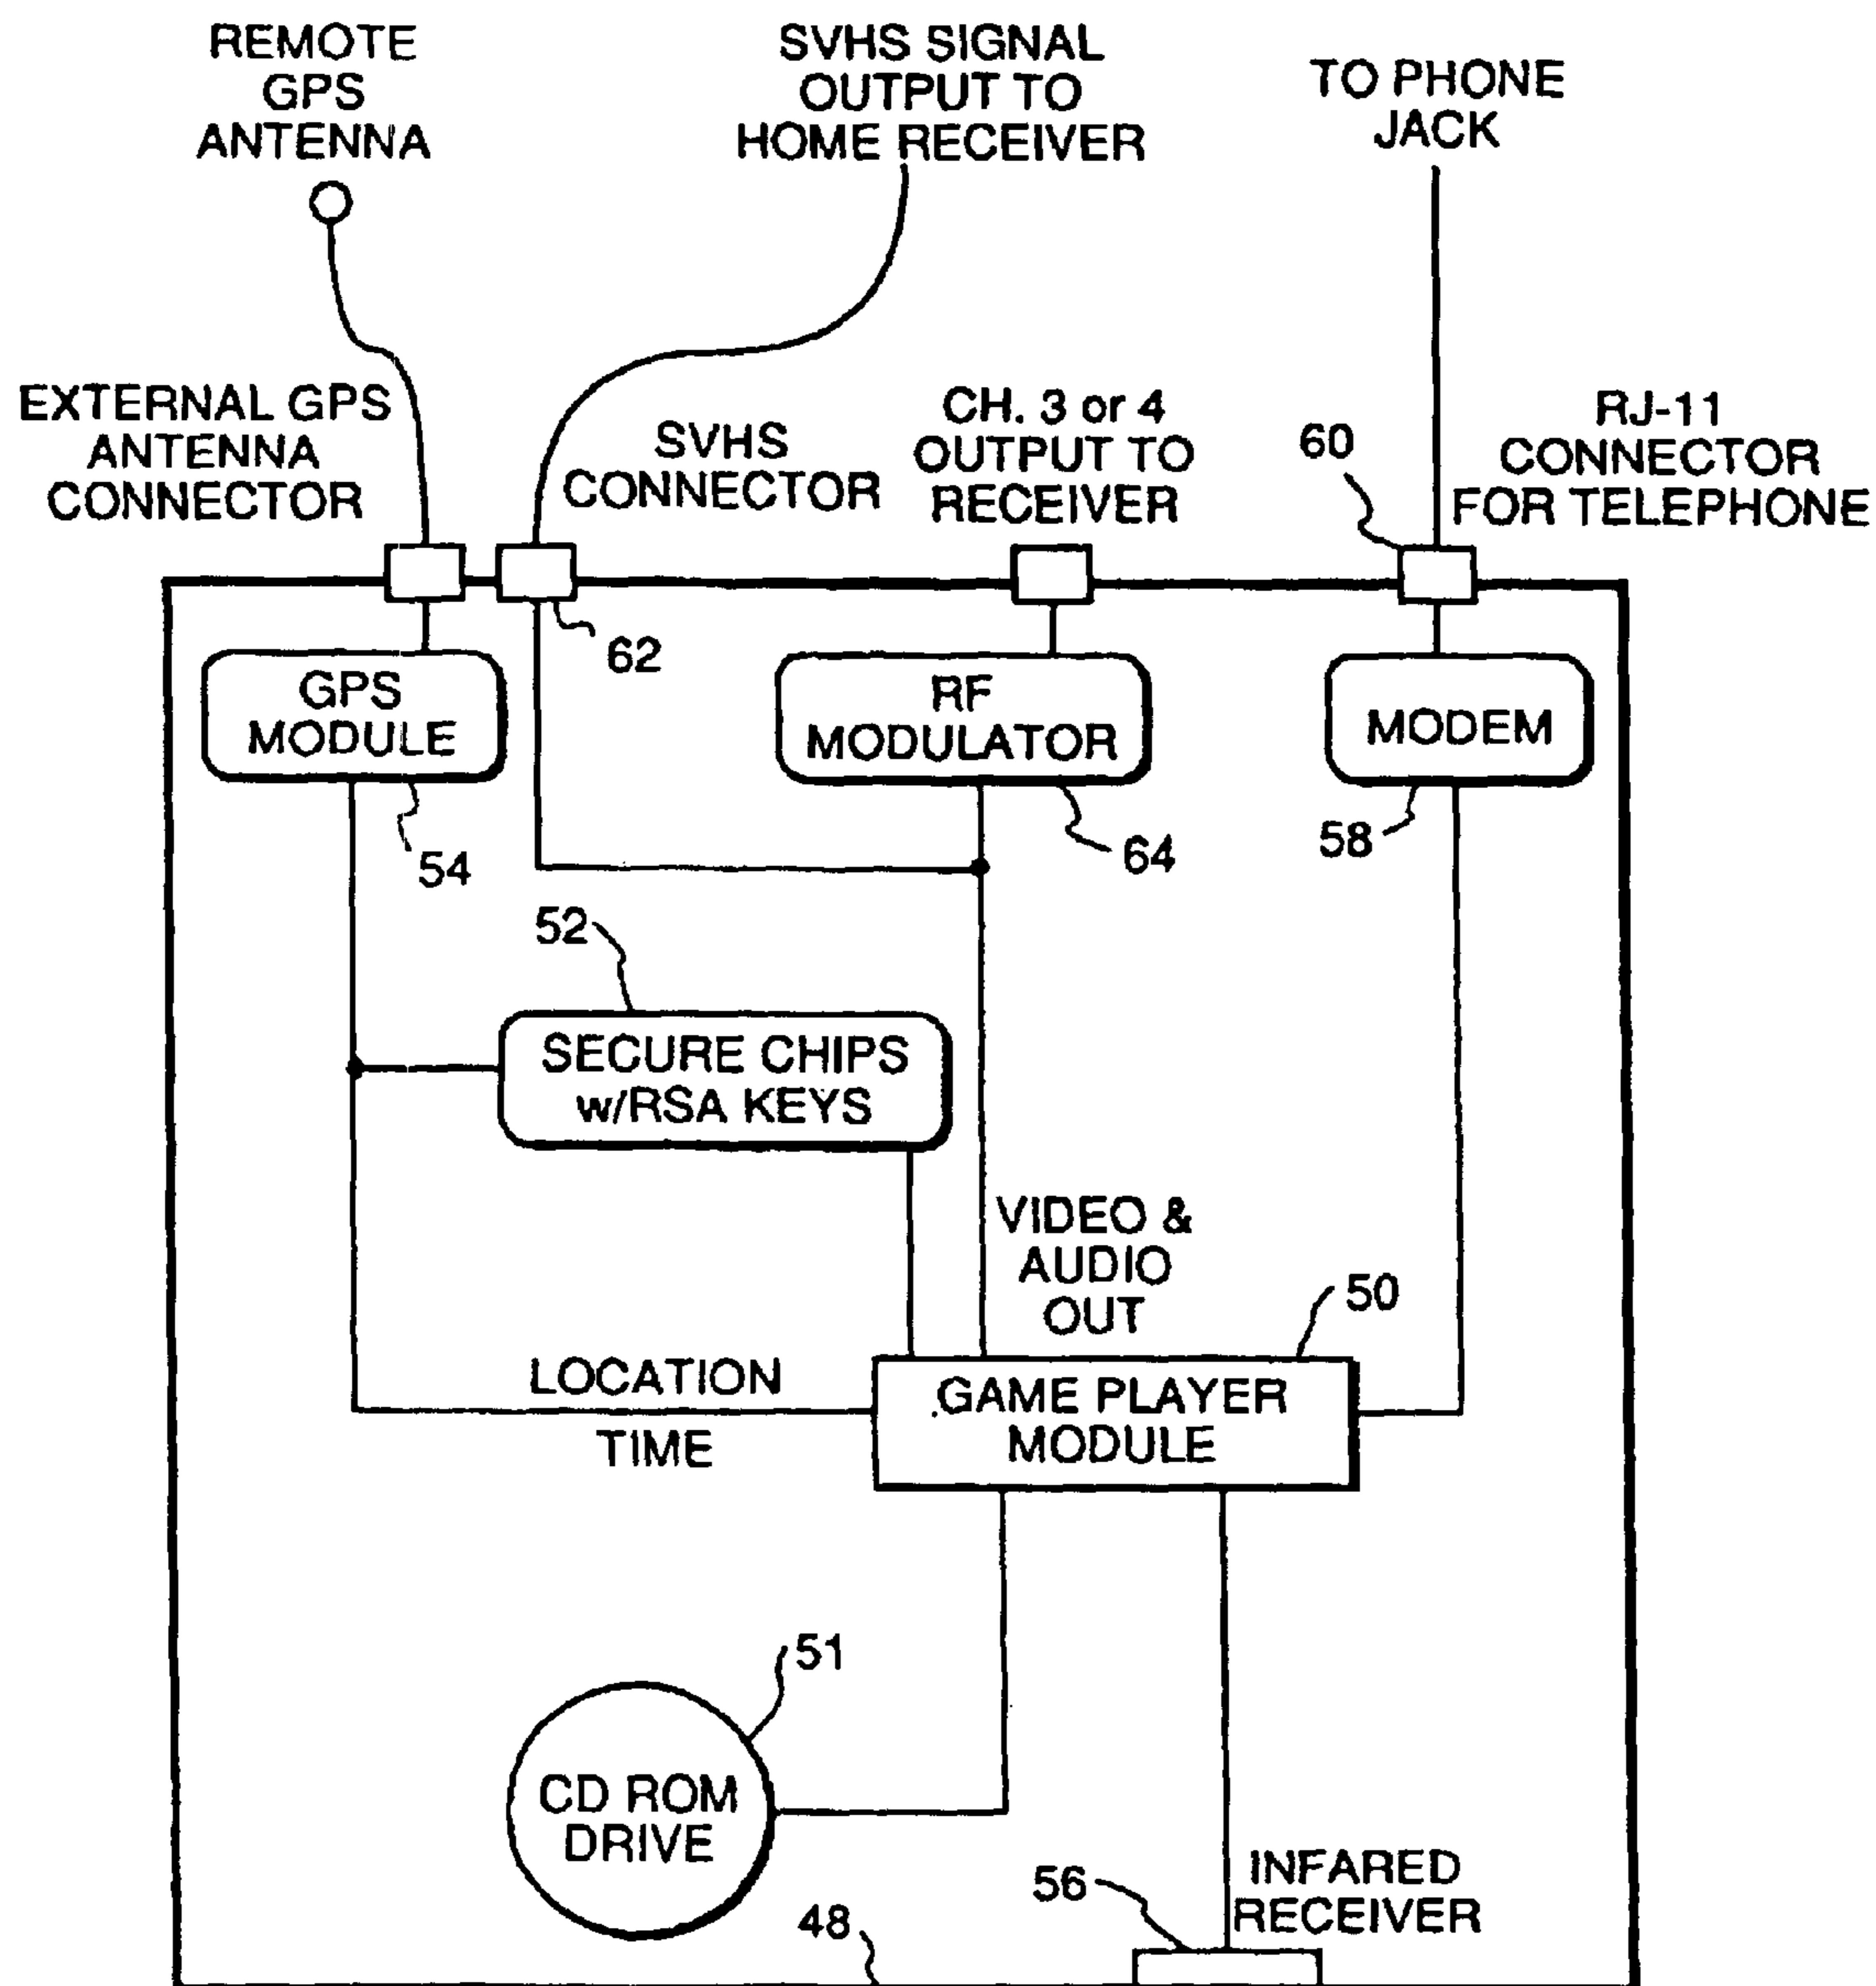 REMOTE
GPS
ANTENNA
SVHS SIGNAL
OUTPUT TO
HOME RECEIVER
TO PHONE
JACK
EXTERNAL GPS
ANTENNA
CONNECTOR
SVHS
CONNECTOR
CH. 3 or 4
OUTPUT TO
RECEIVER
60
RJ-11
CONNECTOR
FOR TELEPHONE
62
GPS
MODULE
RF
MODULATOR
MODEM
54
64
58
52
SECURE CHIPS
w/RSA KEYS
VIDEO &
AUDIO
OUT
50
LOCATION
TIME
GAME PLAYER
MODULE
51
CD ROM
DRIVE
56
INFARED
RECEIVER
48